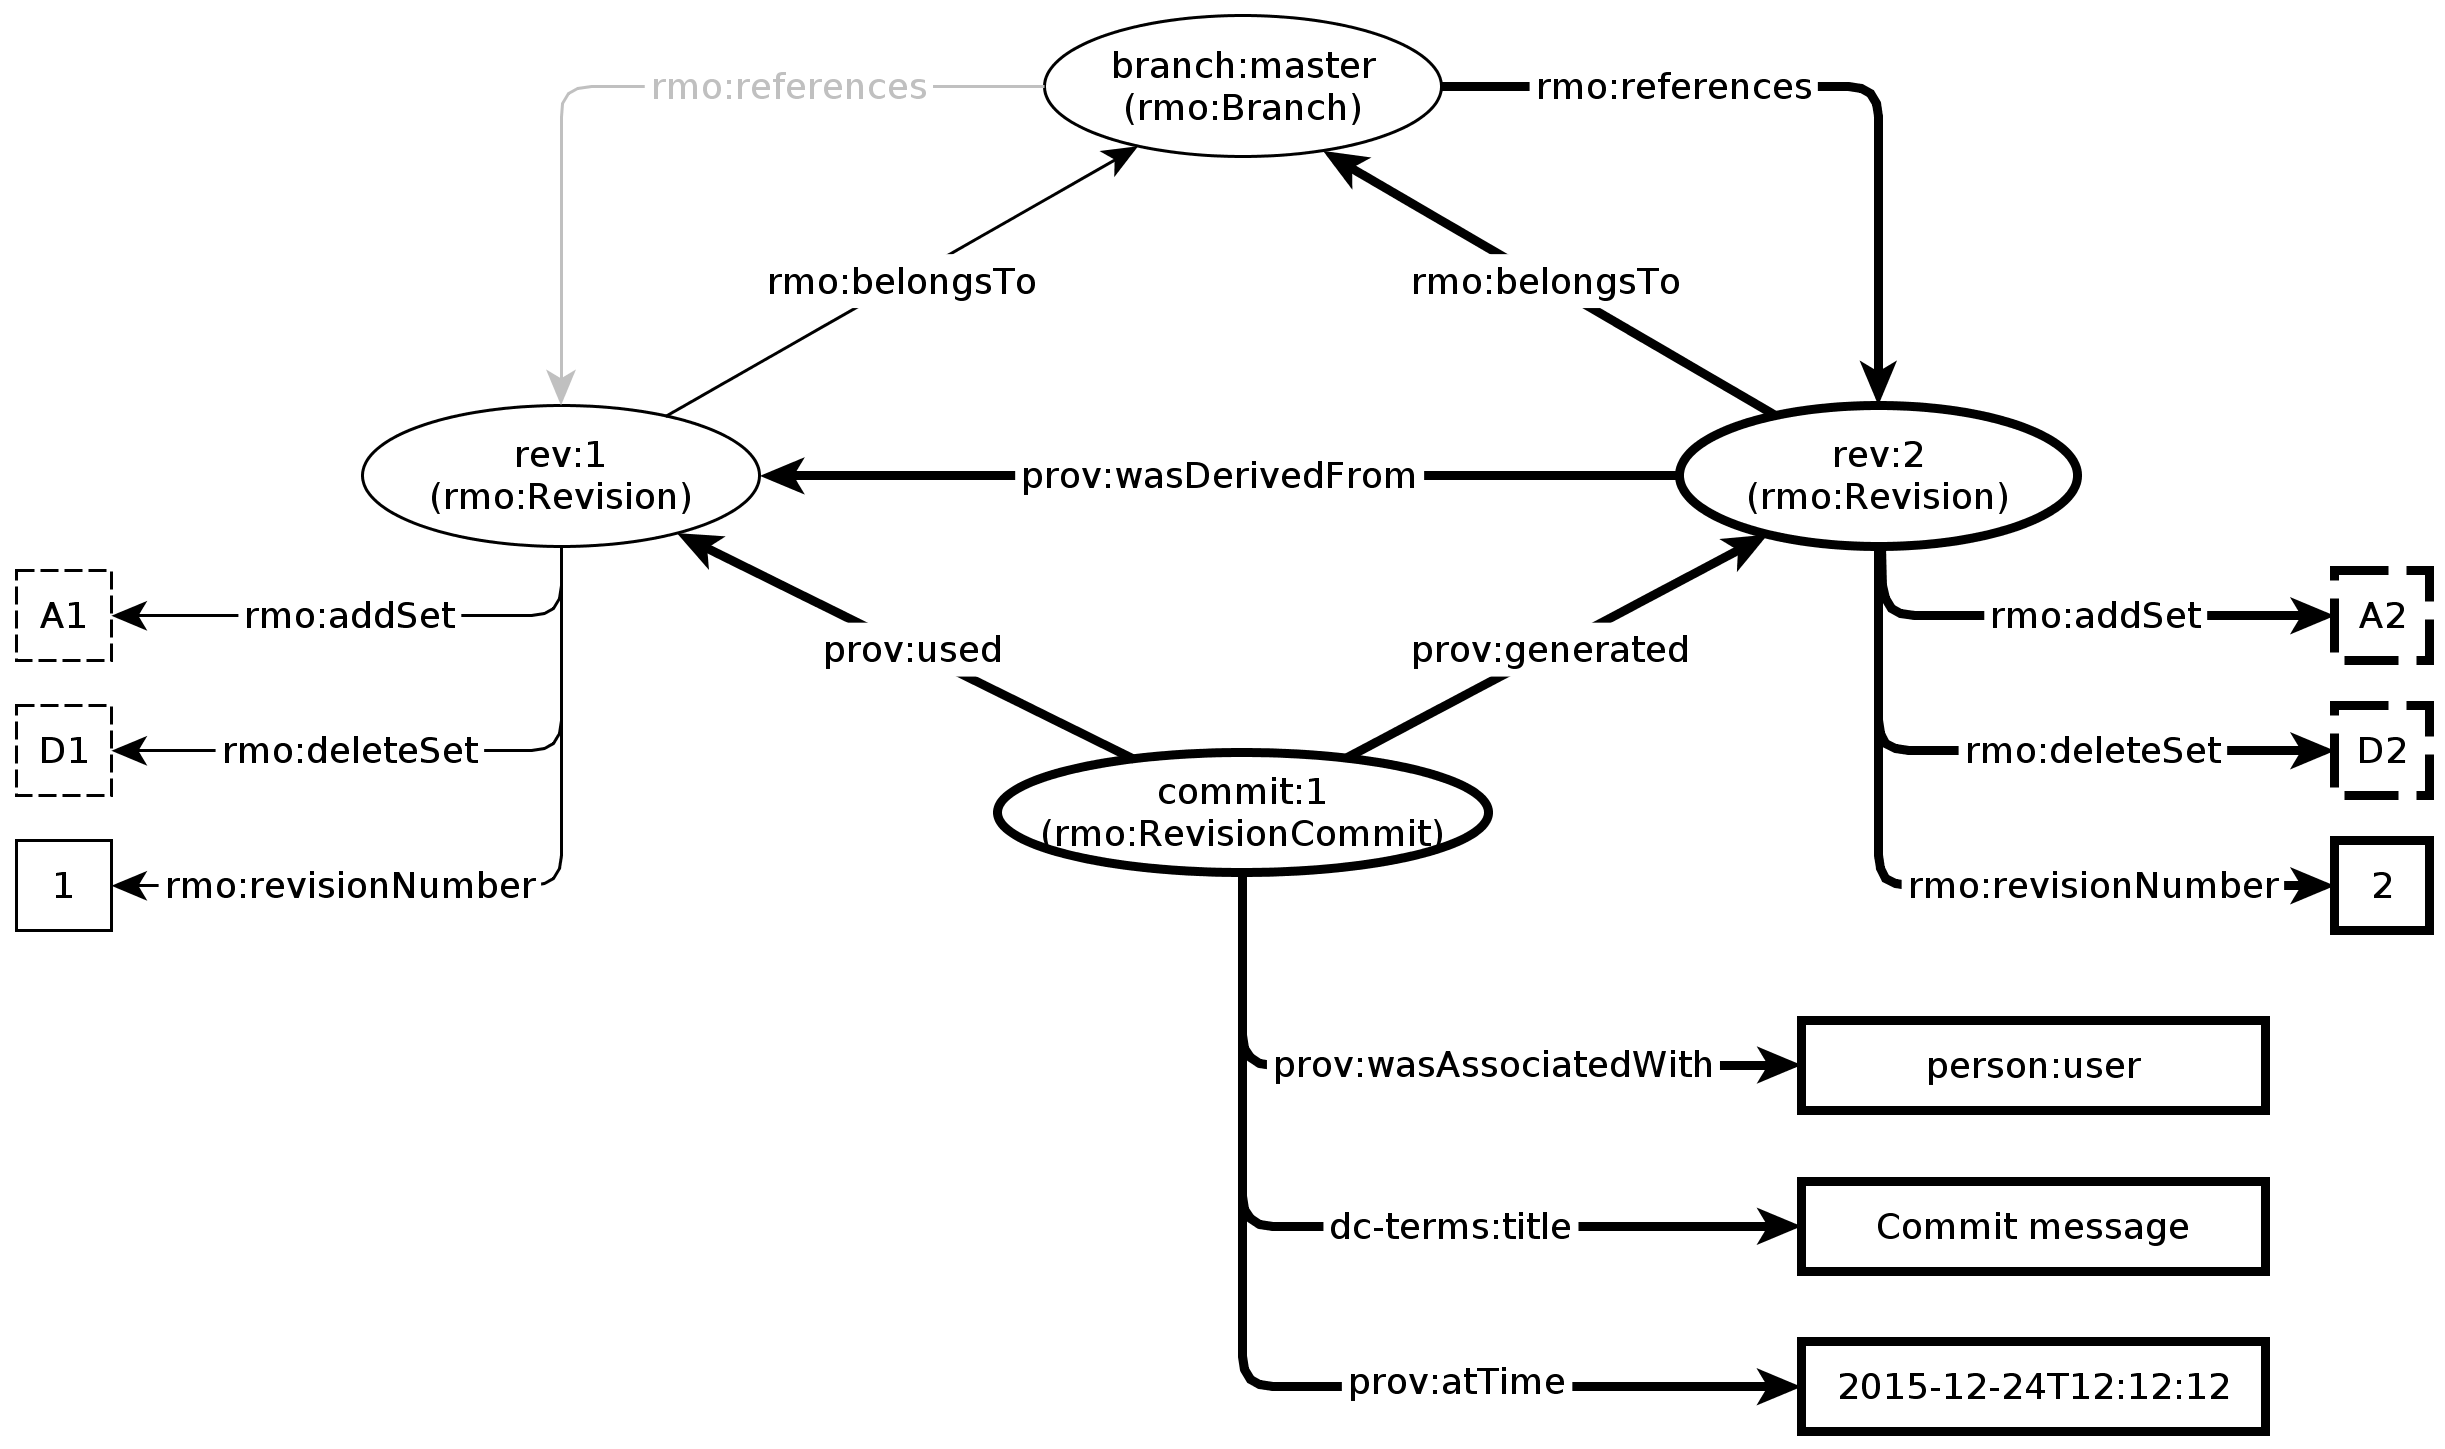 branch:master
(rmo:Branch)
rmo:references
rmo:references
rmo:belongsTo
rmo:belongsTo
rev:1
(rmo:Revision)
prov:wasDerivedFrom
rev:2
(rmo:Revision)
A1
rmo:addSet
prov:used
prov:generated
rmo:addSet
A2
D1
rmo:deleteSet
rmo:deleteSet
D2
commit:1
(rmo:RevisionCommit)
1
rmo:revisionNumber
rmo:revisionNumber
2
prov:wasAssociatedWith
person:user
dc-terms:title
Commit message
prov:atTime
2015-12-24T12:12:12